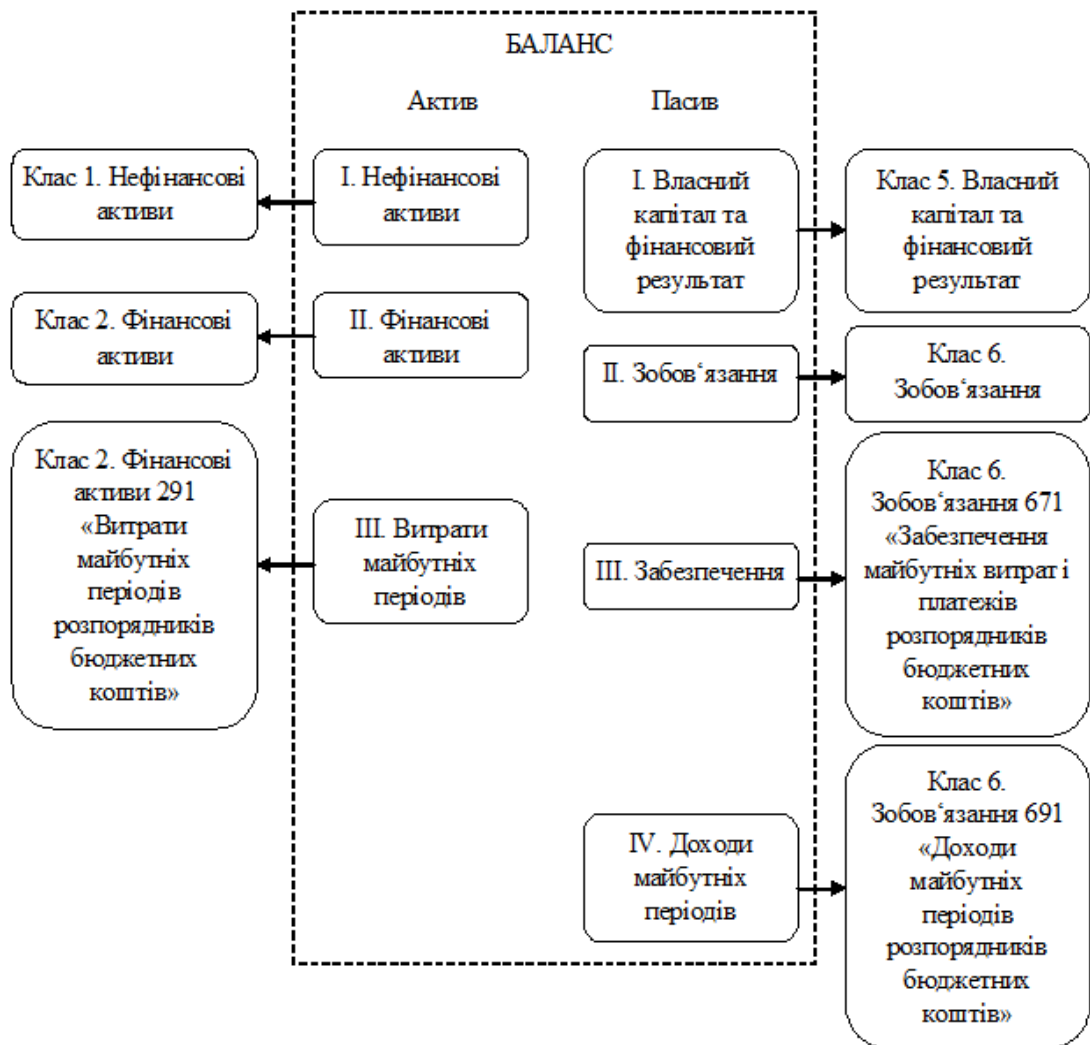 БАЛАНС
Актив
Пасив
Клас 1. Нефінансові
активи
І. Нефінансові
активи
І. Власний
капітал та
фінансовий
результат
Клас 5. Власний
капітал та
фінансовий
результат
Клас 2. Фінансові
активи
ІІ. Фінансові
активи
ІІ. Зобов‘язання
Клас 6.
Зобов‘язання
Клас 2. Фінансові
активи 291
«Витрати
майбутніх
періодів
розпорядників
бюджетних
коштів»
ІІІ. Витрати
майбутніх
періодів
ІІІ. Забезпечення
Клас 6.
Зобов‘язання 671
«Забезпечення
майбутніх витрат і
платежів
розпорядників
бюджетних
коштів»
IV. Доходи
майбутніх
періодів
Клас 6.
Зобов‘язання 691
«Доходи
майбутніх
періодів
розпорядників
бюджетних
коштів»